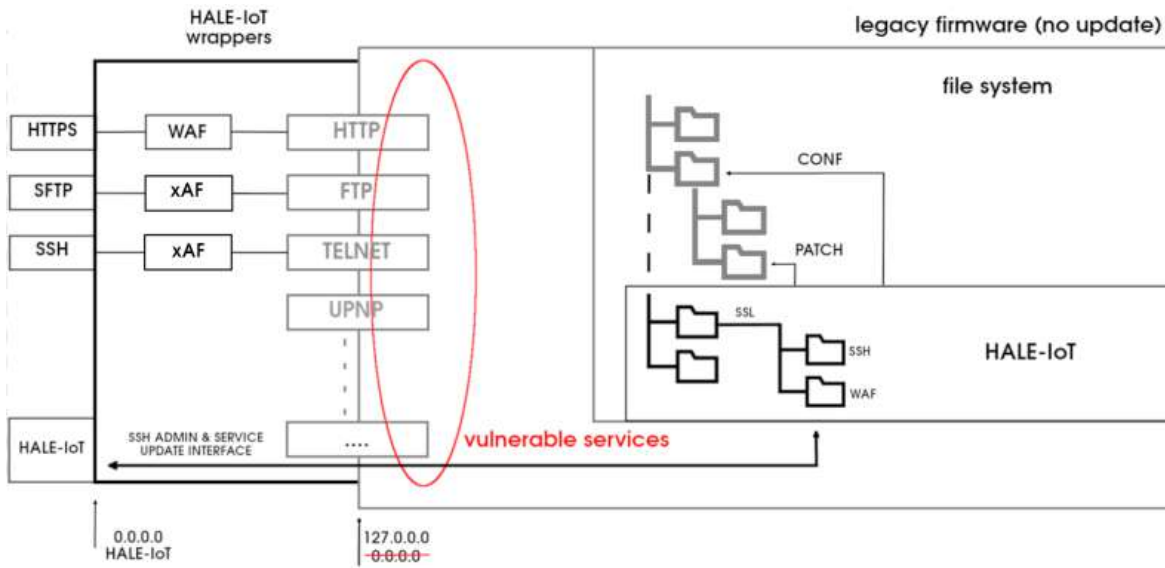 HALE-IoT
wrappers
legacy firmware (no update)
file system
HTTPS
WAF
HTTP
CONF
SFTP
xAF
FTP
SSH
xAF
TELNET
PATCH
UPNP
SSL
SSH
HALE-IoT
WAF
HALE-IoT
SSH ADMIN & SERVICE
UPDATE INTERFACE
....
vulnerable services
0.0.0.0
HALE-IoT
127.0.0.0
0.0.0.0